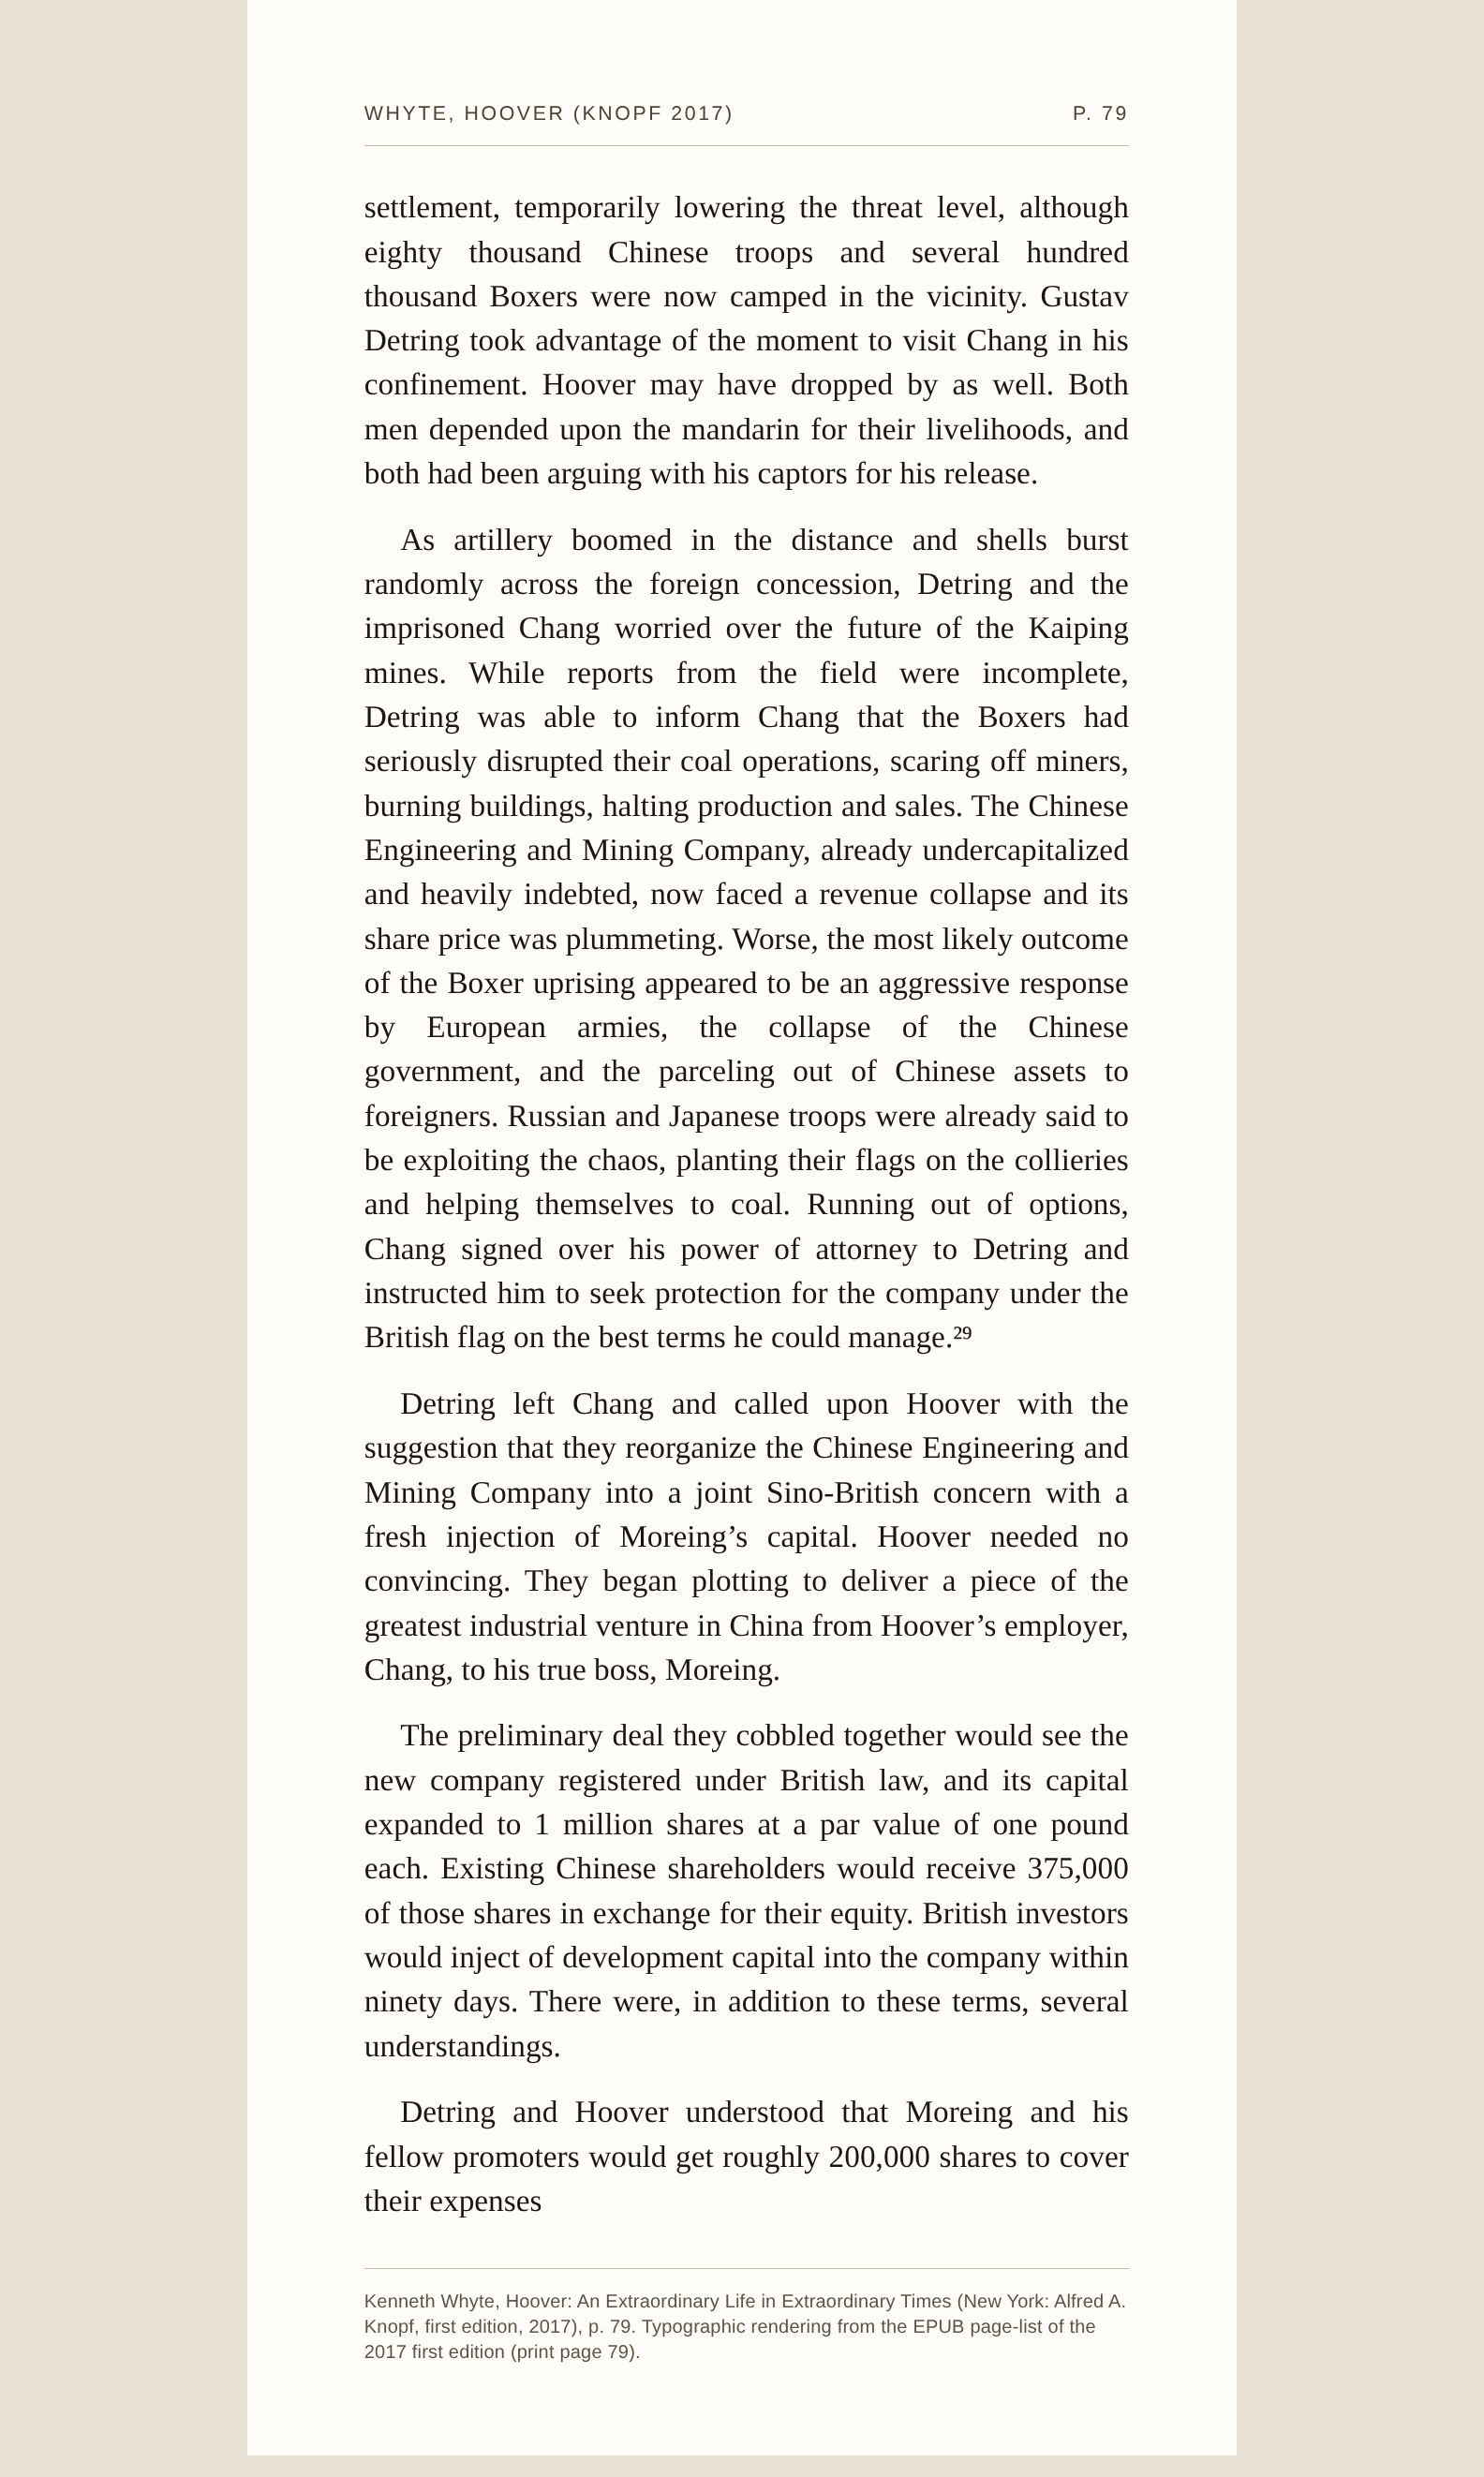 WHYTE, HOOVER (KNOPF 2017) P. 79
settlement, temporarily lowering the threat level, although
eighty thousand Chinese troops and several hundred
thousand Boxers were now camped in the vicinity. Gustav
Detring took advantage of the moment to visit Chang in his
confinement. Hoover may have dropped by as well. Both
men depended upon the mandarin for their livelihoods, and
both had been arguing with his captors for his release.
As artillery boomed in the distance and shells burst
randomly across the foreign concession, Detring and the
imprisoned Chang worried over the future of the Kaiping
mines. While reports from the field were incomplete,
Detring was able to inform Chang that the Boxers had
seriously disrupted their coal operations, scaring off miners,
burning buildings, halting production and sales. The Chinese
Engineering and Mining Company, already undercapitalized
and heavily indebted, now faced a revenue collapse and its
share price was plummeting. Worse, the most likely outcome
of the Boxer uprising appeared to be an aggressive response
by European armies, the collapse of the Chinese
government, and the parceling out of Chinese assets to
foreigners. Russian and Japanese troops were already said to
be exploiting the chaos, planting their flags on the collieries
and helping themselves to coal. Running out of options,
Chang signed over his power of attorney to Detring and
instructed him to seek protection for the company under the
British flag on the best terms he could manage.²⁹
Detring left Chang and called upon Hoover with the
suggestion that they reorganize the Chinese Engineering and
Mining Company into a joint Sino-British concern with a
fresh injection of Moreing’s capital. Hoover needed no
convincing. They began plotting to deliver a piece of the
greatest industrial venture in China from Hoover’s employer,
Chang, to his true boss, Moreing.
The preliminary deal they cobbled together would see the
new company registered under British law, and its capital
expanded to 1 million shares at a par value of one pound
each. Existing Chinese shareholders would receive 375,000
of those shares in exchange for their equity. British investors
would inject of development capital into the company within
ninety days. There were, in addition to these terms, several
understandings.
Detring and Hoover understood that Moreing and his
fellow promoters would get roughly 200,000 shares to cover
their expenses
Kenneth Whyte, Hoover: An Extraordinary Life in Extraordinary Times (New York: Alfred A.
Knopf, first edition, 2017), p. 79. Typographic rendering from the EPUB page-list of the
2017 first edition (print page 79).